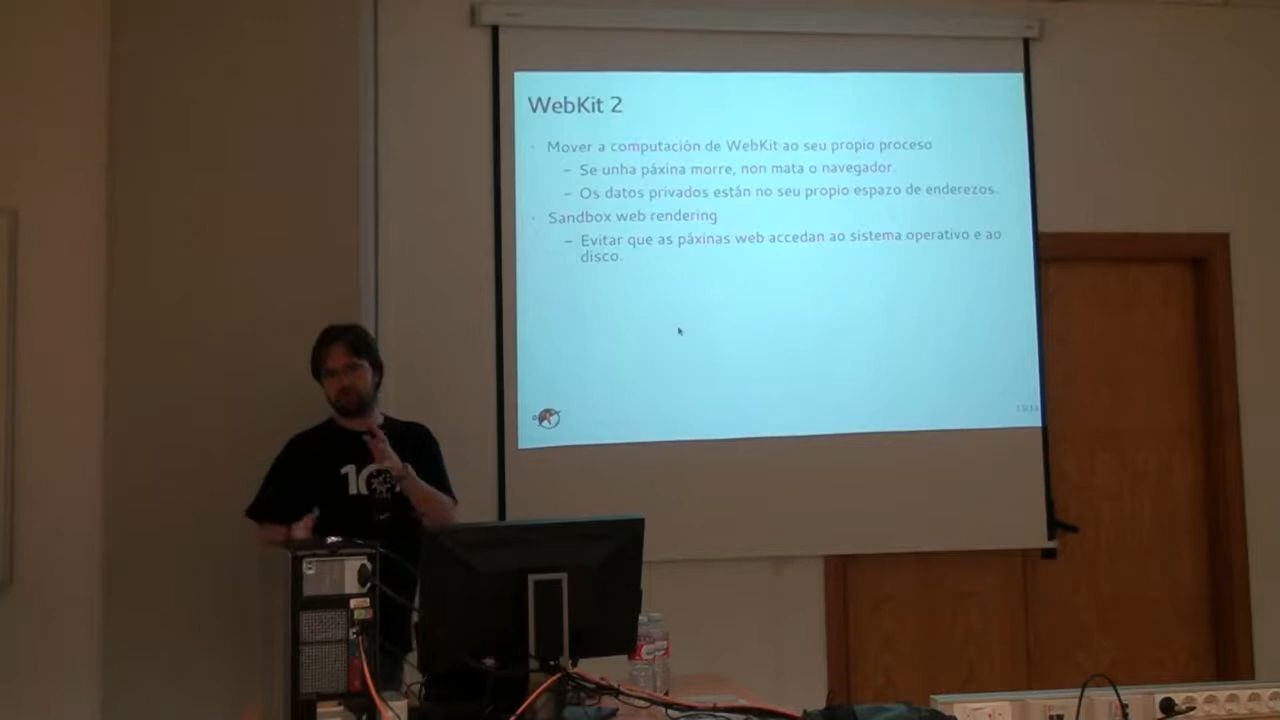 WebKit 2
Mover a computación de WebKit ao seu propio proceso
– Se unha páxina morre, non mata o navegador.
– Os datos privados están no seu propio espazo de enderezos.
Sandbox web rendering
– Evitar que as páxinas web accedan ao sistema operativo e ao
disco.
10